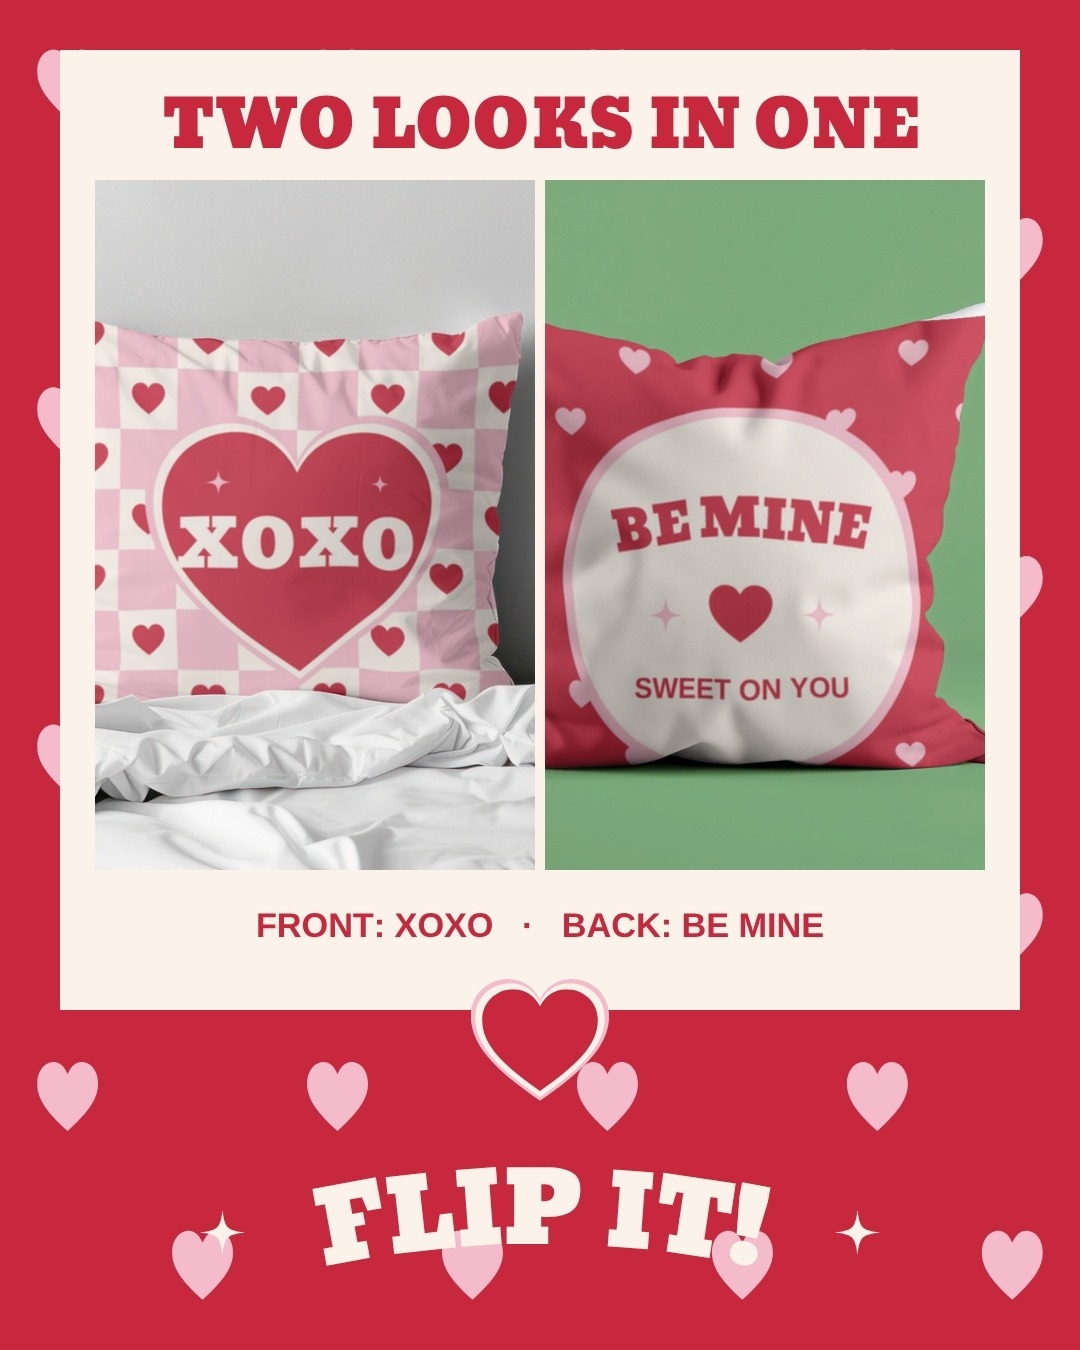 TWO LOOKS IN ONE
XOXO
BE MINE
SWEET ON YOU
FRONT: XOXO · BACK: BE MINE
FLIP IT!